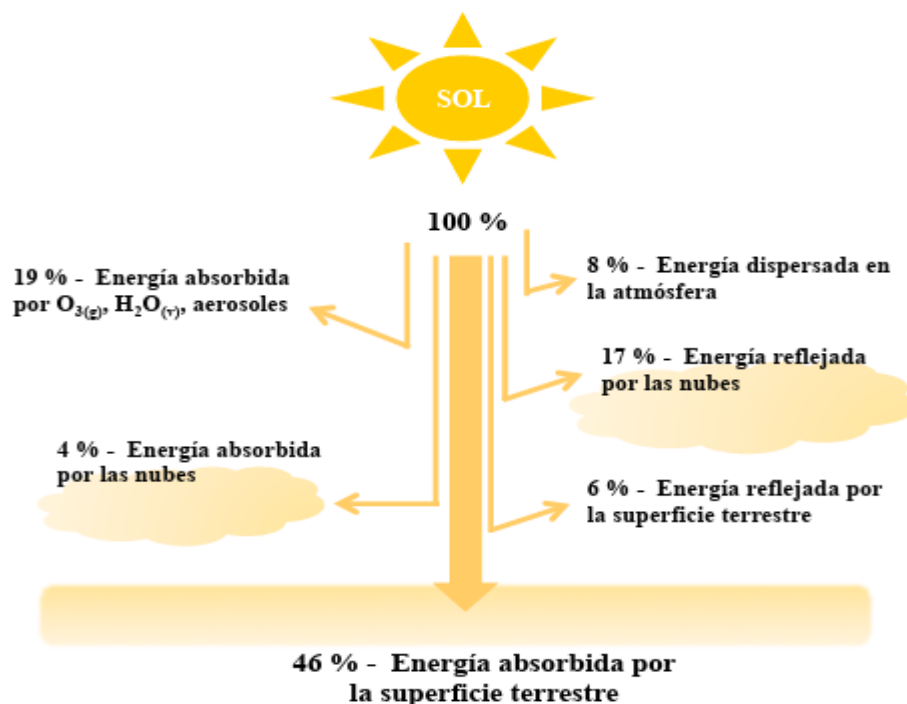 SOL
100 %
19 % - Energía absorbida
por O₃₍g₎, H₂O₍ᵥ₎, aerosoles
8 % - Energía dispersada en
la atmósfera
17 % - Energía reflejada
por las nubes
4 % - Energía absorbida
por las nubes
6 % - Energía reflejada por
la superficie terrestre
46 % - Energía absorbida por
la superficie terrestre